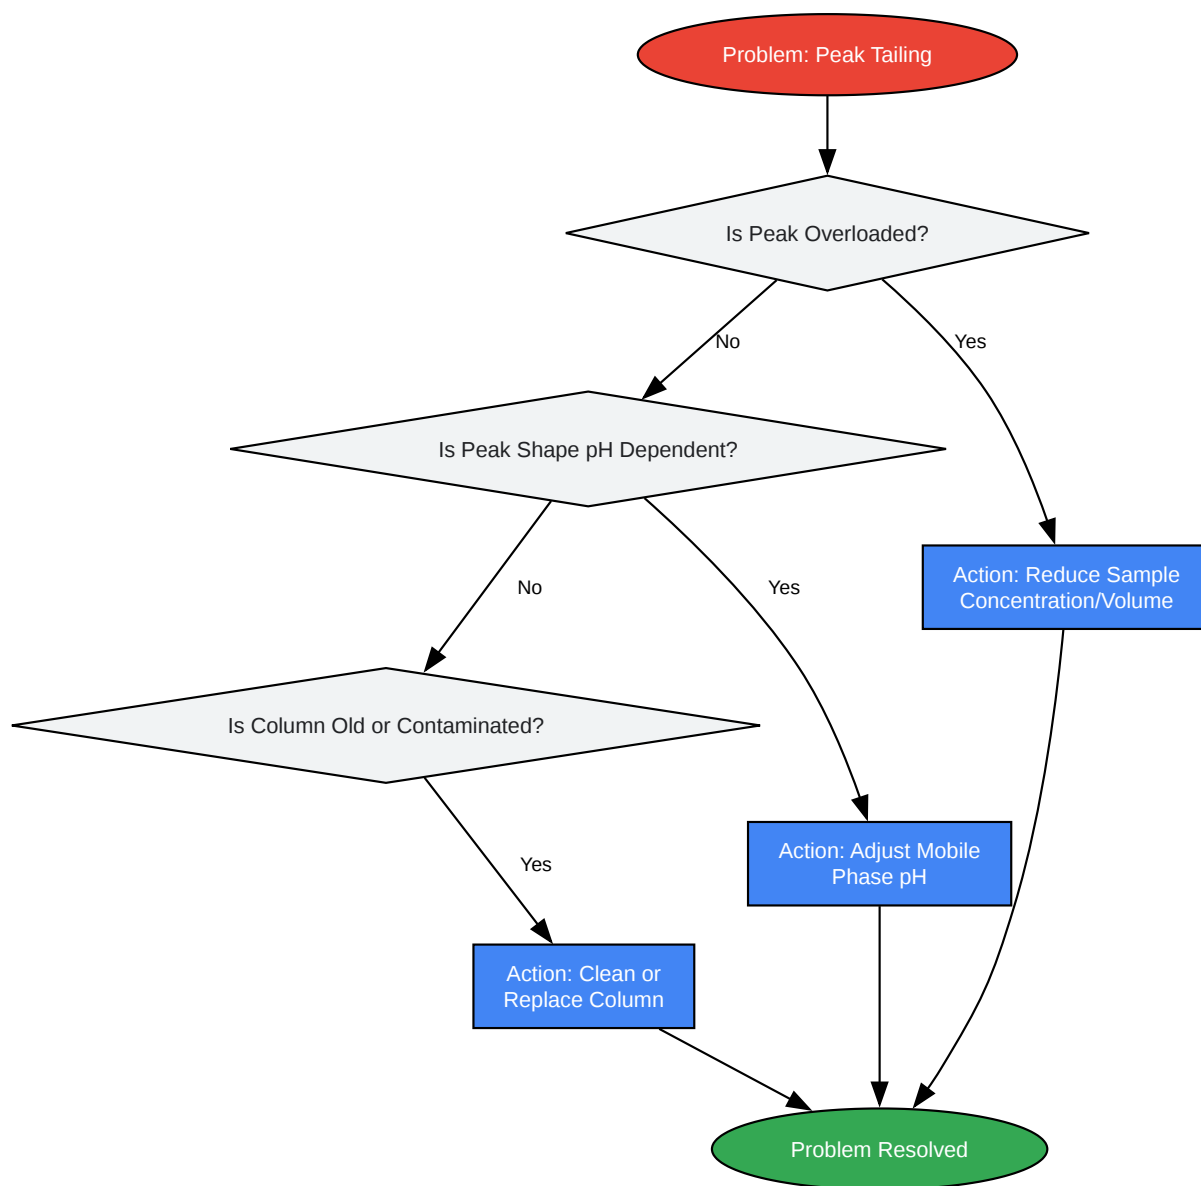 Problem: Peak Tailing
Is Peak Overloaded?
No
Yes
Is Peak Shape pH Dependent?
Action: Reduce Sample
Concentration/Volume
No
Yes
Is Column Old or Contaminated?
Action: Adjust Mobile
Phase pH
Yes
Action: Clean or
Replace Column
Problem Resolved